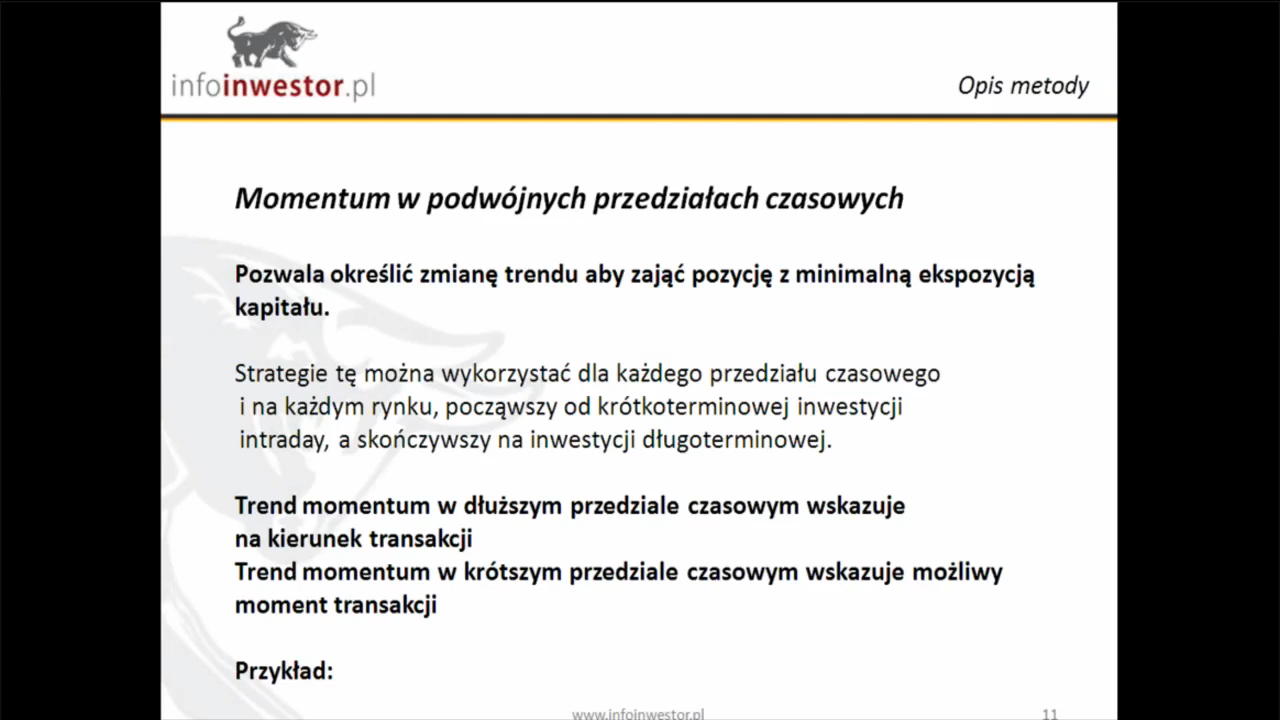 infoinwestor.pl
Opis metody
Momentum w podwójnych przedziałach czasowych
Pozwala określić zmianę trendu aby zająć pozycję z minimalną ekspozycją
kapitału.
Strategie tę można wykorzystać dla każdego przedziału czasowego
i na każdym rynku, począwszy od krótkoterminowej inwestycji
intraday, a skończywszy na inwestycji długoterminowej.
Trend momentum w dłuższym przedziale czasowym wskazuje
na kierunek transakcji
Trend momentum w krótszym przedziale czasowym wskazuje możliwy
moment transakcji
Przykład:
www.infoinwestor.pl
11